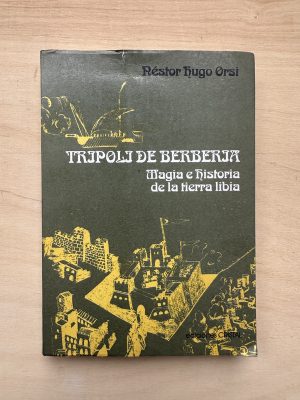 Néstor Hugo Orsi
TRIPOLI DE BERBERIA
Magia e historia
de la tierra libia